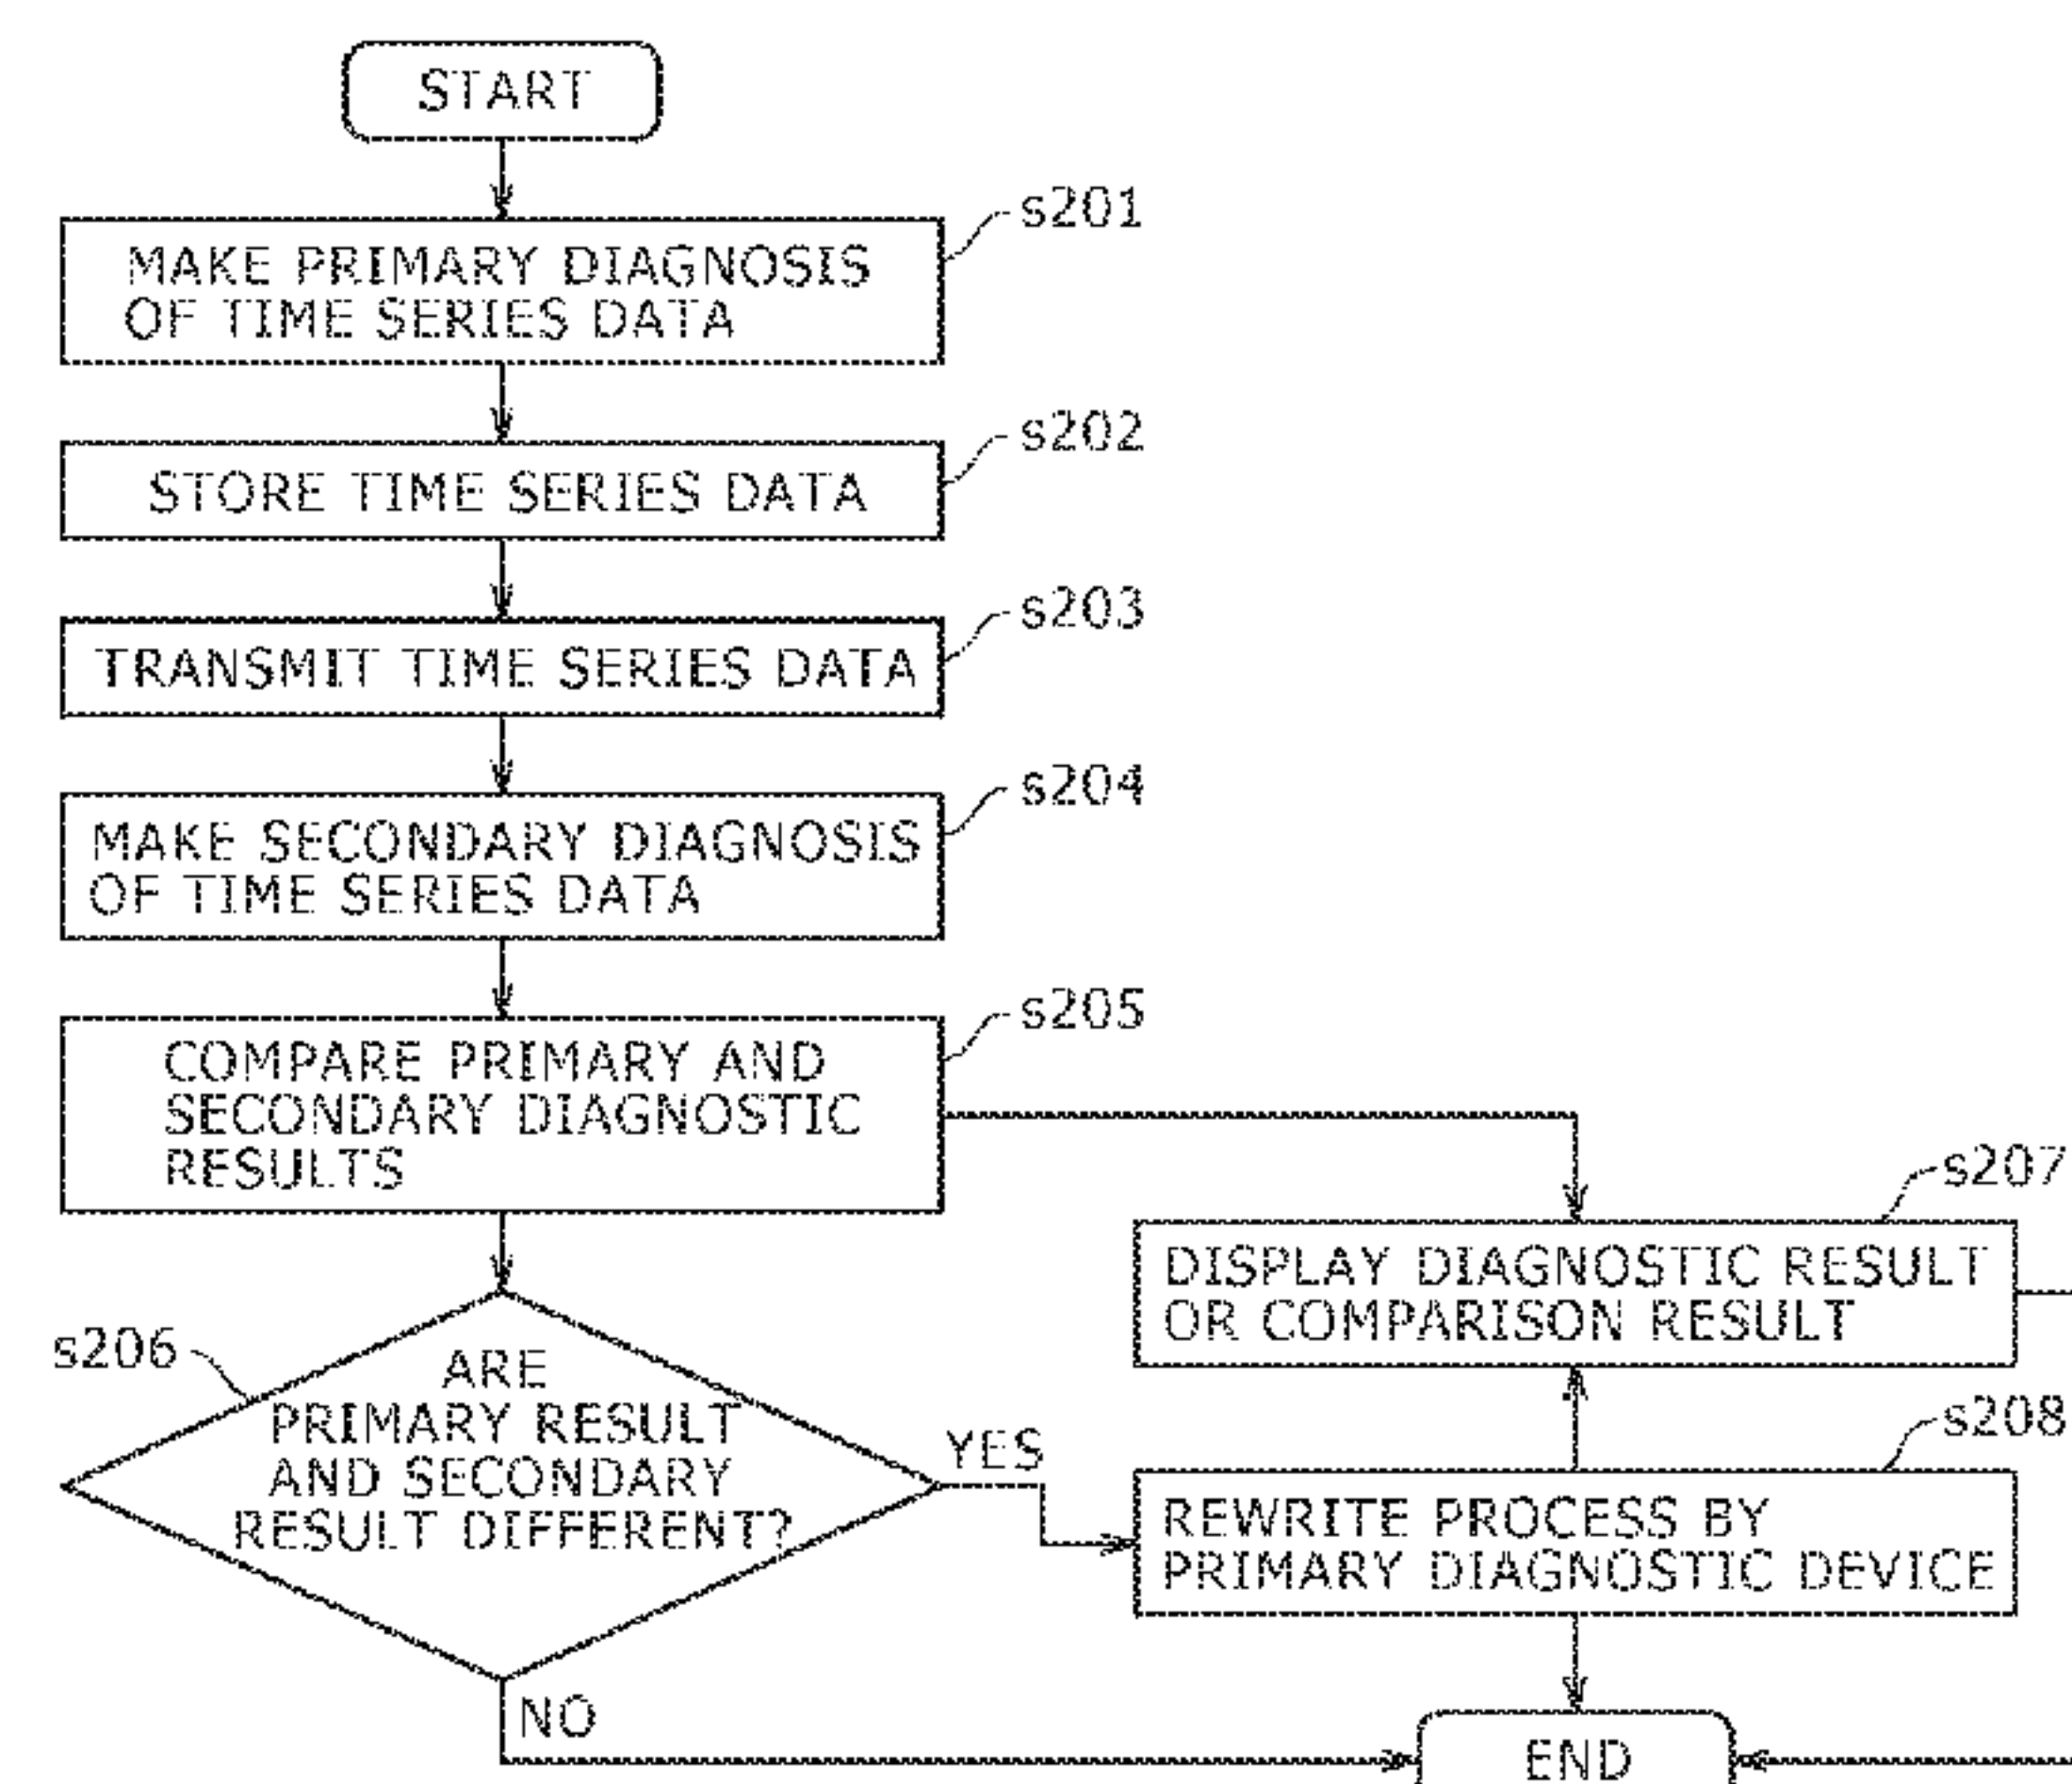 START
s201
MAKE PRIMARY DIAGNOSIS
OF TIME SERIES DATA
s202
STORE TIME SERIES DATA
s203
TRANSMIT TIME SERIES DATA
s204
MAKE SECONDARY DIAGNOSIS
OF TIME SERIES DATA
s205
COMPARE PRIMARY AND
SECONDARY DIAGNOSTIC
RESULTS
s207
DISPLAY DIAGNOSTIC RESULT
OR COMPARISON RESULT
s206
ARE
PRIMARY RESULT
AND SECONDARY
RESULT DIFFERENT?
YES
s208
REWRITE PROCESS BY
PRIMARY DIAGNOSTIC DEVICE
NO
END